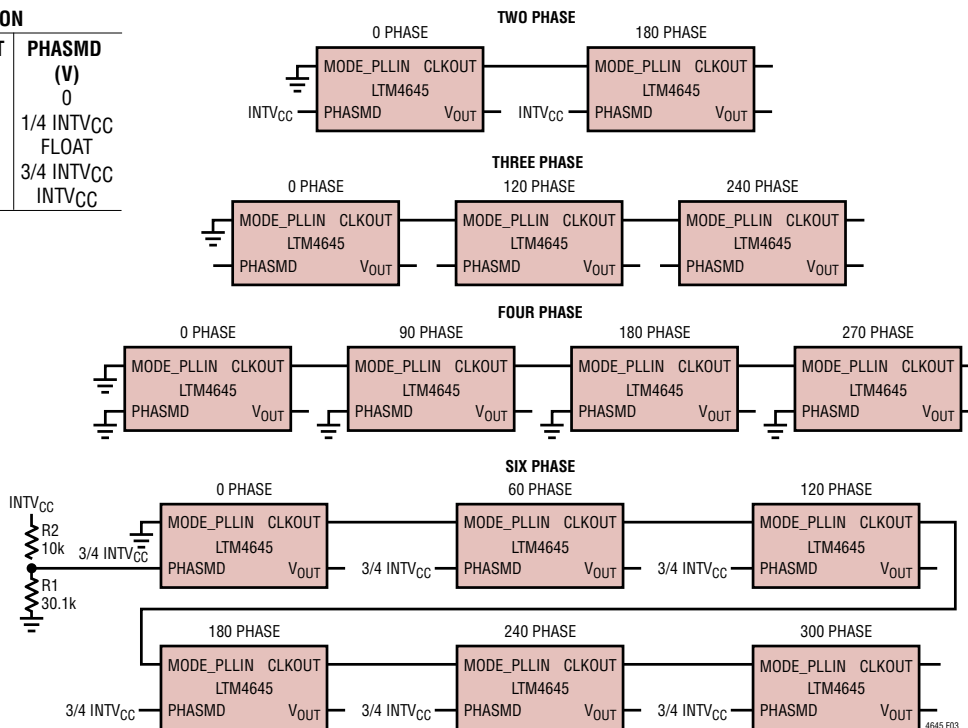 ON
T PHASMD
(V)
0
1/4 INTVCC
FLOAT
3/4 INTVCC
INTVCC
TWO PHASE
0 PHASE 180 PHASE
MODE_PLLIN CLKOUT MODE_PLLIN CLKOUT
LTM4645 LTM4645
INTVCC PHASMD VOUT INTVCC PHASMD VOUT
THREE PHASE
0 PHASE 120 PHASE 240 PHASE
MODE_PLLIN CLKOUT MODE_PLLIN CLKOUT MODE_PLLIN CLKOUT
LTM4645 LTM4645 LTM4645
PHASMD VOUT PHASMD VOUT PHASMD VOUT
FOUR PHASE
0 PHASE 90 PHASE 180 PHASE 270 PHASE
MODE_PLLIN CLKOUT MODE_PLLIN CLKOUT MODE_PLLIN CLKOUT MODE_PLLIN CLKOUT
LTM4645 LTM4645 LTM4645 LTM4645
PHASMD VOUT PHASMD VOUT PHASMD VOUT PHASMD VOUT
SIX PHASE
0 PHASE 60 PHASE 120 PHASE
INTVCC
R2
10k
R1
30.1k
MODE_PLLIN CLKOUT MODE_PLLIN CLKOUT MODE_PLLIN CLKOUT
LTM4645 LTM4645 LTM4645
3/4 INTVCC PHASMD VOUT 3/4 INTVCC PHASMD VOUT 3/4 INTVCC PHASMD VOUT
180 PHASE 240 PHASE 300 PHASE
MODE_PLLIN CLKOUT MODE_PLLIN CLKOUT MODE_PLLIN CLKOUT
LTM4645 LTM4645 LTM4645
3/4 INTVCC PHASMD VOUT 3/4 INTVCC PHASMD VOUT 3/4 INTVCC PHASMD VOUT
4645 F03